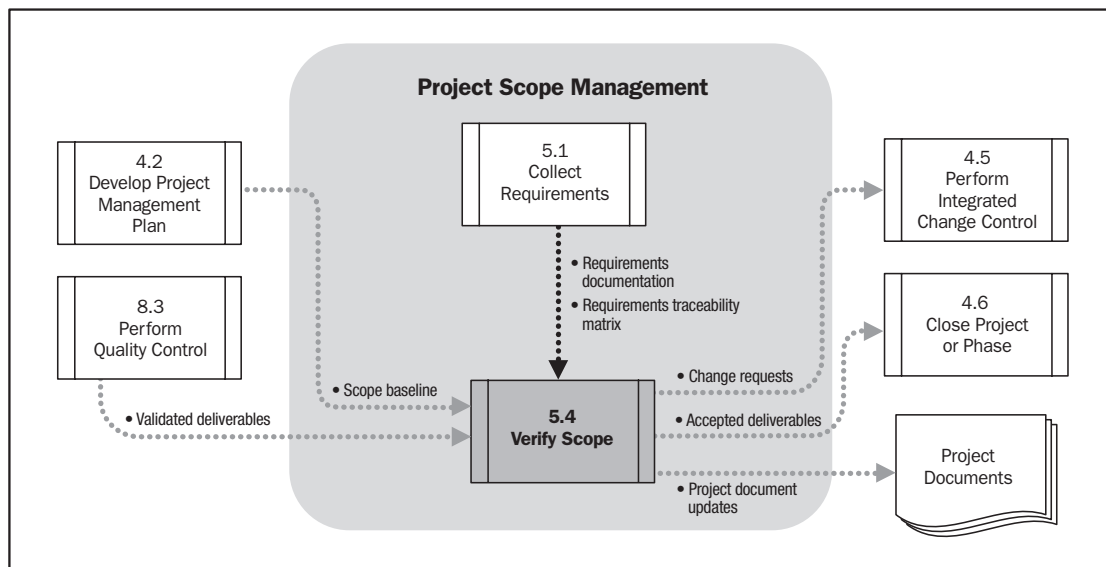 Project Scope Management
4.2
Develop Project
Management
Plan
5.1
Collect
Requirements
4.5
Perform
Integrated
Change Control
• Requirements
documentation
• Requirements traceability
matrix
8.3
Perform
Quality Control
4.6
Close Project
or Phase
• Scope baseline
• Change requests
• Validated deliverables
5.4
Verify Scope
• Accepted deliverables
Project
Documents
• Project document
updates